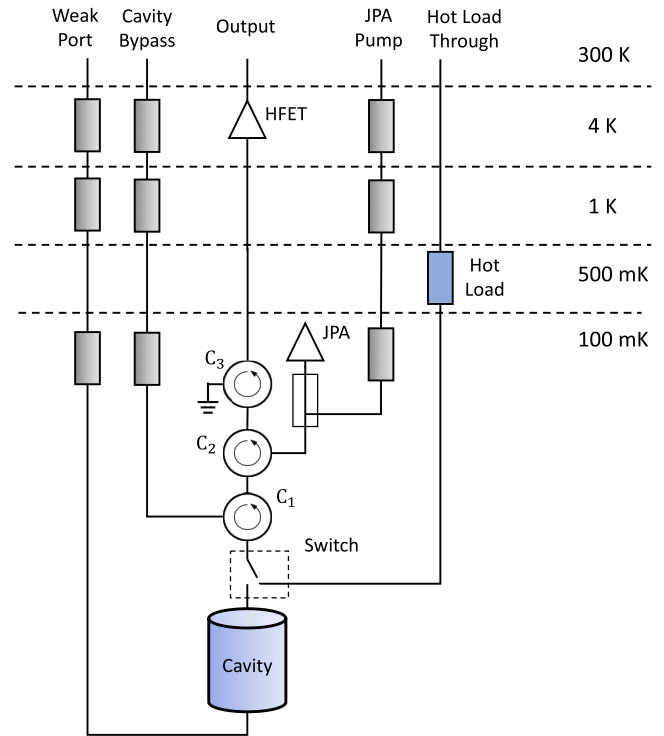 Weak
Port
Cavity
Bypass
Output
JPA
Pump
Hot Load
Through
300 K
HFET
4 K
1 K
Hot
Load
500 mK
JPA
100 mK
C₃
C₂
C₁
Switch
Cavity